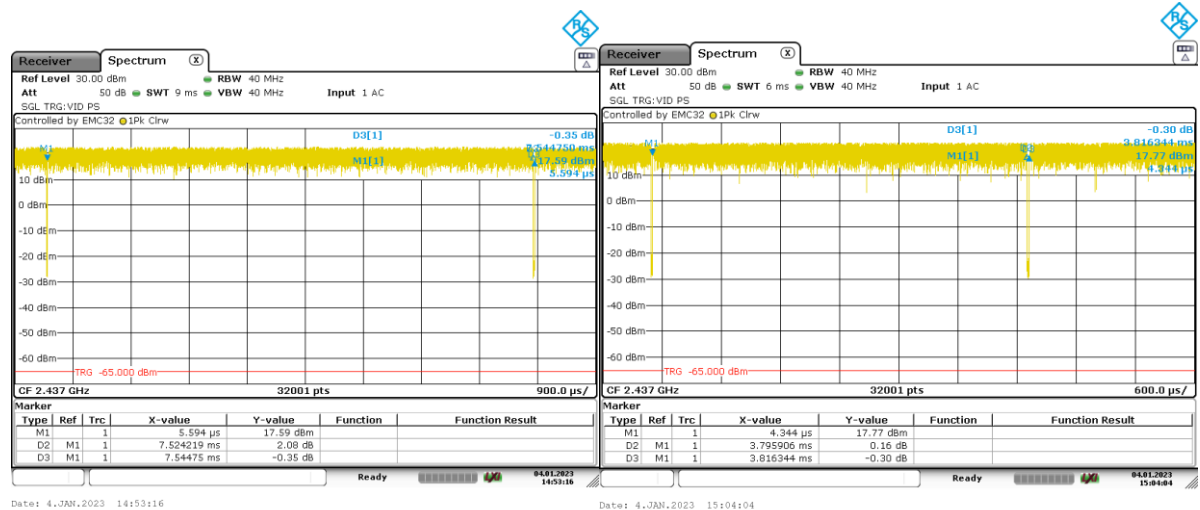 R&S
Receiver Spectrum X
Ref Level 30.00 dBm RBW 40 MHz
Att 50 dB SWT 9 ms VBW 40 MHz Input 1 AC
SGL TRG:VID PS
Controlled by EMC32 1Pk Clrw
D3[1] -0.35 dB
7.544750 ms
M1[1] 17.59 dBm
5.594 µs
M1
10 dBm
0 dBm
-10 dBm
-20 dBm
-30 dBm
-40 dBm
-50 dBm
-60 dBm
TRG -65.000 dBm
CF 2.437 GHz 32001 pts 900.0 µs/
Marker
Type Ref Trc X-value Y-value Function Function Result
M1 1 5.594 µs 17.59 dBm
D2 M1 1 7.524219 ms 2.08 dB
D3 M1 1 7.54475 ms -0.35 dB
Ready 04.01.2023
14:53:16
Date: 4.JAN.2023 14:53:16
R&S
Receiver Spectrum X
Ref Level 30.00 dBm RBW 40 MHz
Att 50 dB SWT 6 ms VBW 40 MHz Input 1 AC
SGL TRG:VID PS
Controlled by EMC32 1Pk Clrw
D3[1] -0.30 dB
3.816344 ms
M1[1] 17.77 dBm
4.344 µs
M1
10 dBm
0 dBm
-10 dBm
-20 dBm
-30 dBm
-40 dBm
-50 dBm
-60 dBm
TRG -65.000 dBm
CF 2.437 GHz 32001 pts 600.0 µs/
Marker
Type Ref Trc X-value Y-value Function Function Result
M1 1 4.344 µs 17.77 dBm
D2 M1 1 3.795906 ms 0.16 dB
D3 M1 1 3.816344 ms -0.30 dB
Ready 04.01.2023
15:04:04
Date: 4.JAN.2023 15:04:04